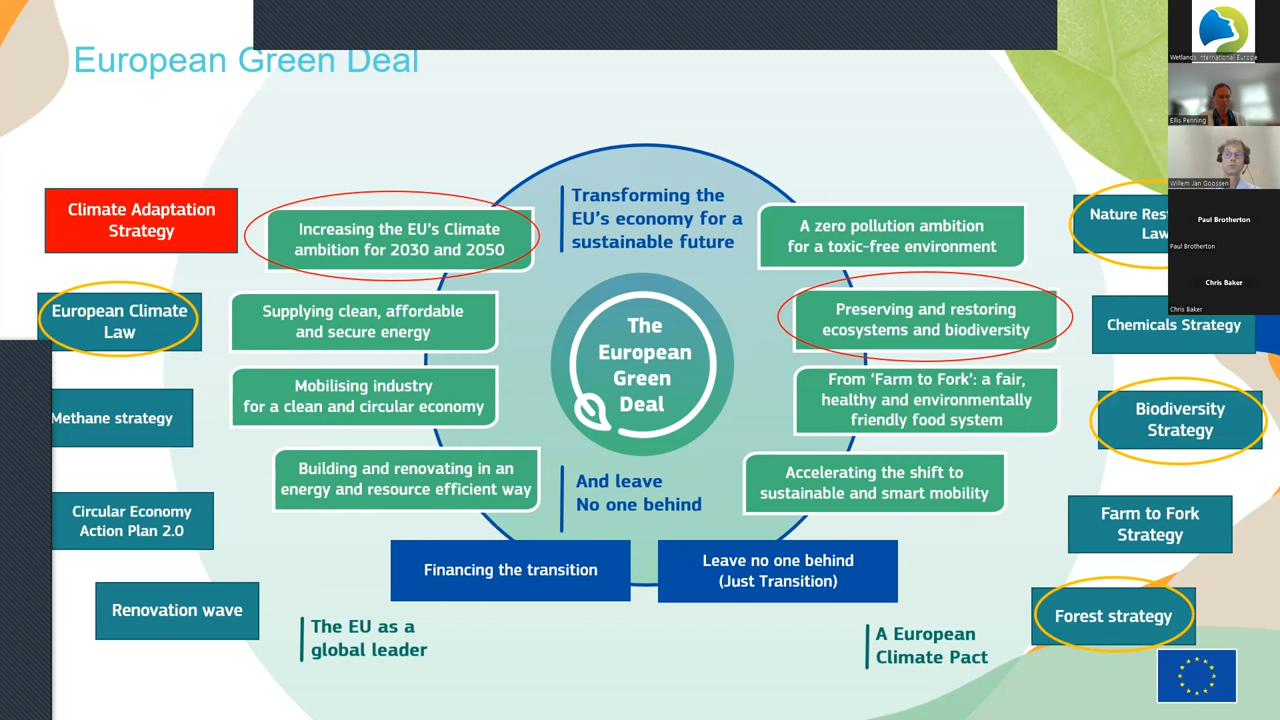 European Green Deal
Climate Adaptation
Strategy
European Climate
Law
Methane strategy
Circular Economy
Action Plan 2.0
Renovation wave
Increasing the EU's Climate
ambition for 2030 and 2050
Supplying clean, affordable
and secure energy
Mobilising industry
for a clean and circular economy
Building and renovating in an
energy and resource efficient way
Transforming the
EU's economy for a
sustainable future
The
European
Green
Deal
And leave
No one behind
Financing the transition
Leave no one behind
(Just Transition)
The EU as a
global leader
A European
Climate Pact
A zero pollution ambition
for a toxic-free environment
Preserving and restoring
ecosystems and biodiversity
From 'Farm to Fork': a fair,
healthy and environmentally
friendly food system
Accelerating the shift to
sustainable and smart mobility
Nature
Law
Chemicals Strategy
Biodiversity
Strategy
Farm to Fork
Strategy
Forest strategy
Wetlands International Europe
Ellis Penning
Willem Jan Goossen
Paul Brotherton
Paul Brotherton
Chris Baker
Chris Baker